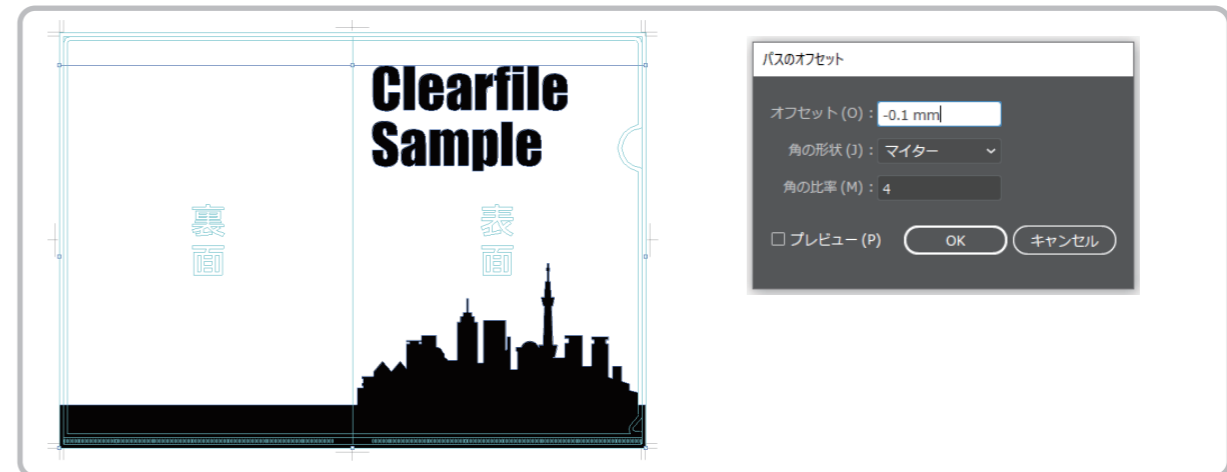 Clearfile
Sample
裏面
表面
パスのオフセット
オフセット (O) : -0.1 mm
角の形状 (J) : マイター
角の比率 (M) : 4
プレビュー (P)
OK
キャンセル